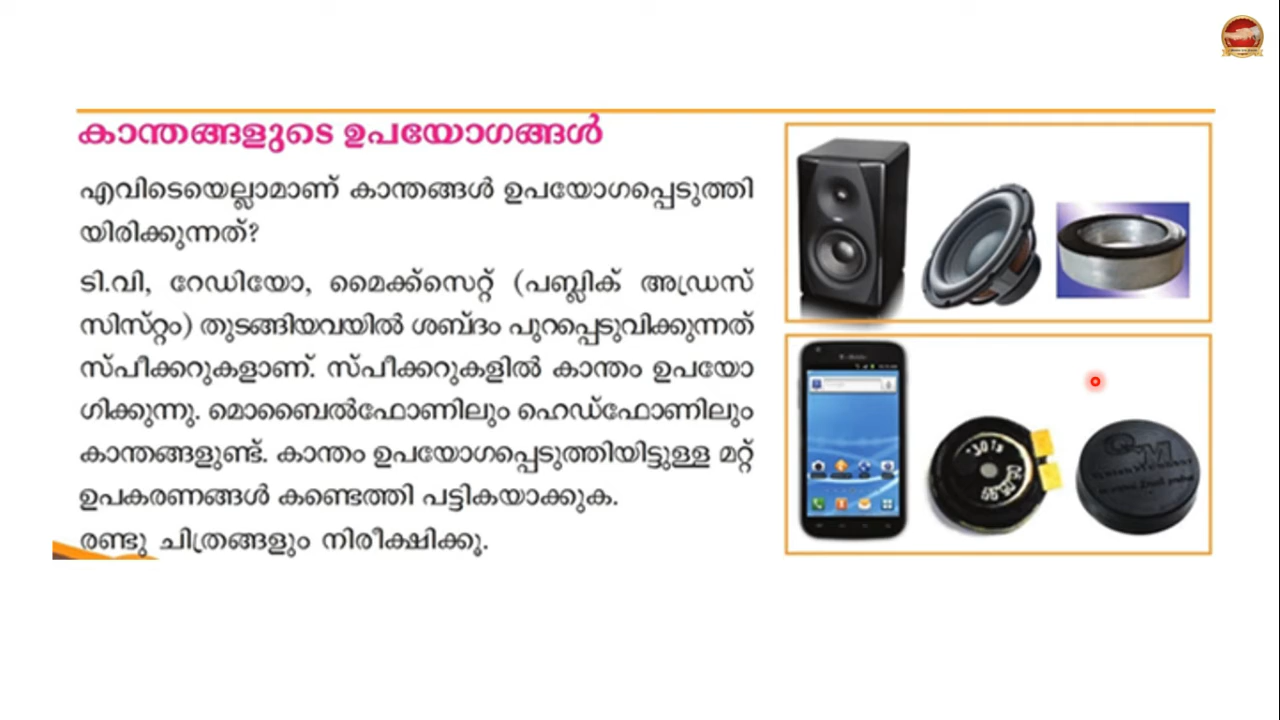 കാന്തങ്ങളുടെ ഉപയോഗങ്ങൾ
എവിടെയെല്ലാമാണ് കാന്തങ്ങൾ ഉപയോഗപ്പെടുത്തി
യിരിക്കുന്നത്?
ടി.വി, റേഡിയോ, മൈക്ക്സെറ്റ് (പബ്ലിക് അഡ്രസ്
സിസ്റ്റം) തുടങ്ങിയവയിൽ ശബ്ദം പുറപ്പെടുവിക്കുന്നത്
സ്പീക്കറുകളാണ്. സ്പീക്കറുകളിൽ കാന്തം ഉപയോ
ഗിക്കുന്നു. മൊബൈൽഫോണിലും ഹെഡ്ഫോണിലും
കാന്തങ്ങളുണ്ട്. കാന്തം ഉപയോഗപ്പെടുത്തിയിട്ടുള്ള മറ്റ്
ഉപകരണങ്ങൾ കണ്ടെത്തി പട്ടികയാക്കുക.
രണ്ടു ചിത്രങ്ങളും നിരീക്ഷിക്കൂ.